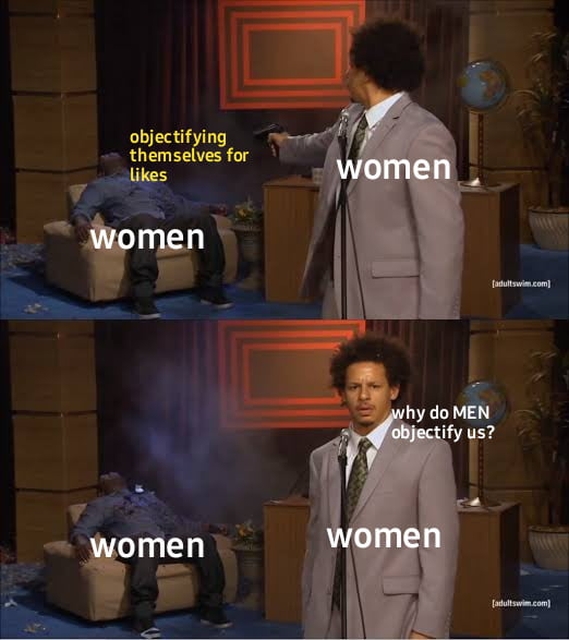 objectifying
themselves for
likes
women
women
[adultswim.com]
why do MEN
objectify us?
women
women
[adultswim.com]